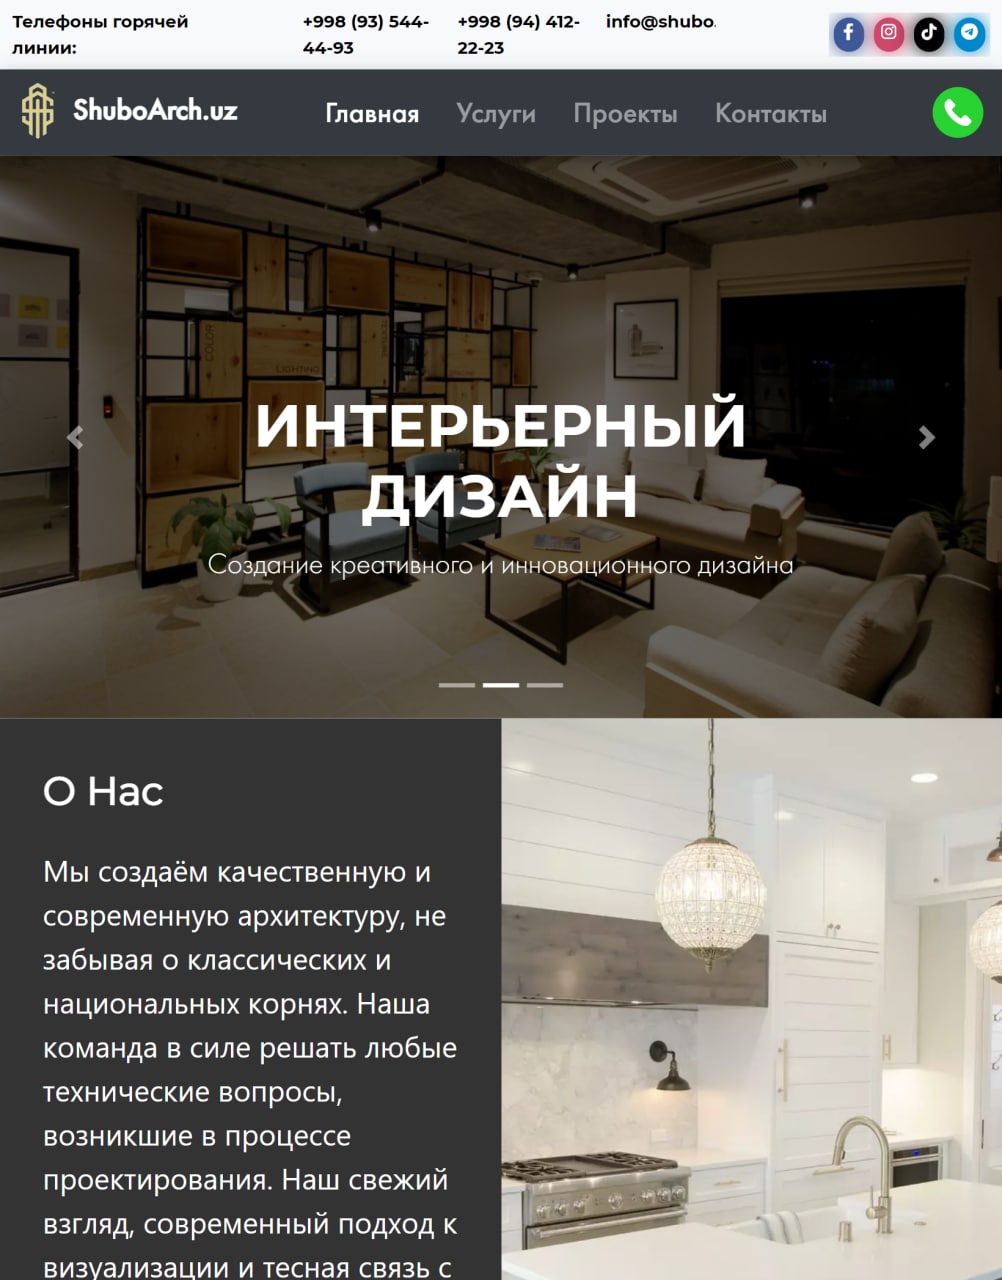 Телефоны горячей
линии:
+998 (93) 544-
44-93
+998 (94) 412-
22-23
info@shubo.
ShuboArch.uz
Главная Услуги Проекты Контакты
COLOR
LIGHTING
ИНТЕРЬЕРНЫЙ
ДИЗАЙН
Создание креативного и инновационного дизайна
О Нас
Мы создаём качественную и
современную архитектуру, не
забывая о классических и
национальных корнях. Наша
команда в силе решать любые
технические вопросы,
возникшие в процессе
проектирования. Наш свежий
взгляд, современный подход к
визуализации и тесная связь с